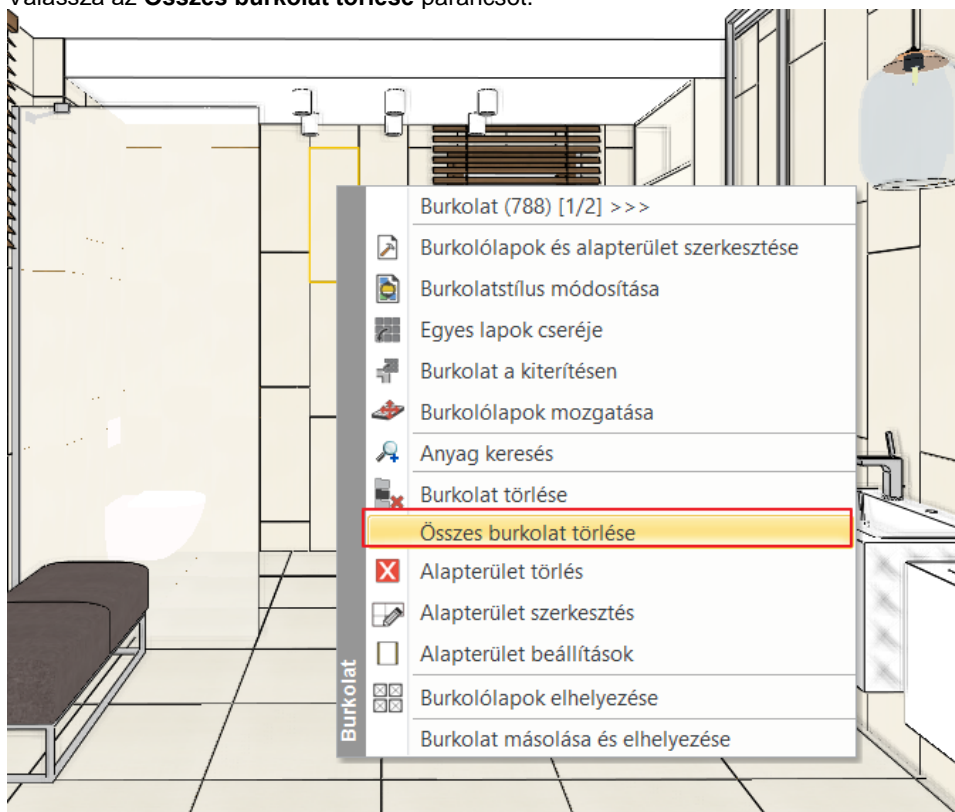 Válassza az Összes burkolat törlése parancsot.
Burkolat (788) [1/2] >>>
Burkolólapok és alapterület szerkesztése
Burkolatstílus módosítása
Egyes lapok cseréje
Burkolat a kiterítésen
Burkolólapok mozgatása
Anyag keresés
Burkolat törlése
Összes burkolat törlése
Alapterület törlés
Alapterület szerkesztés
Alapterület beállítások
Burkolólapok elhelyezése
Burkolat másolása és elhelyezése
Burkolat